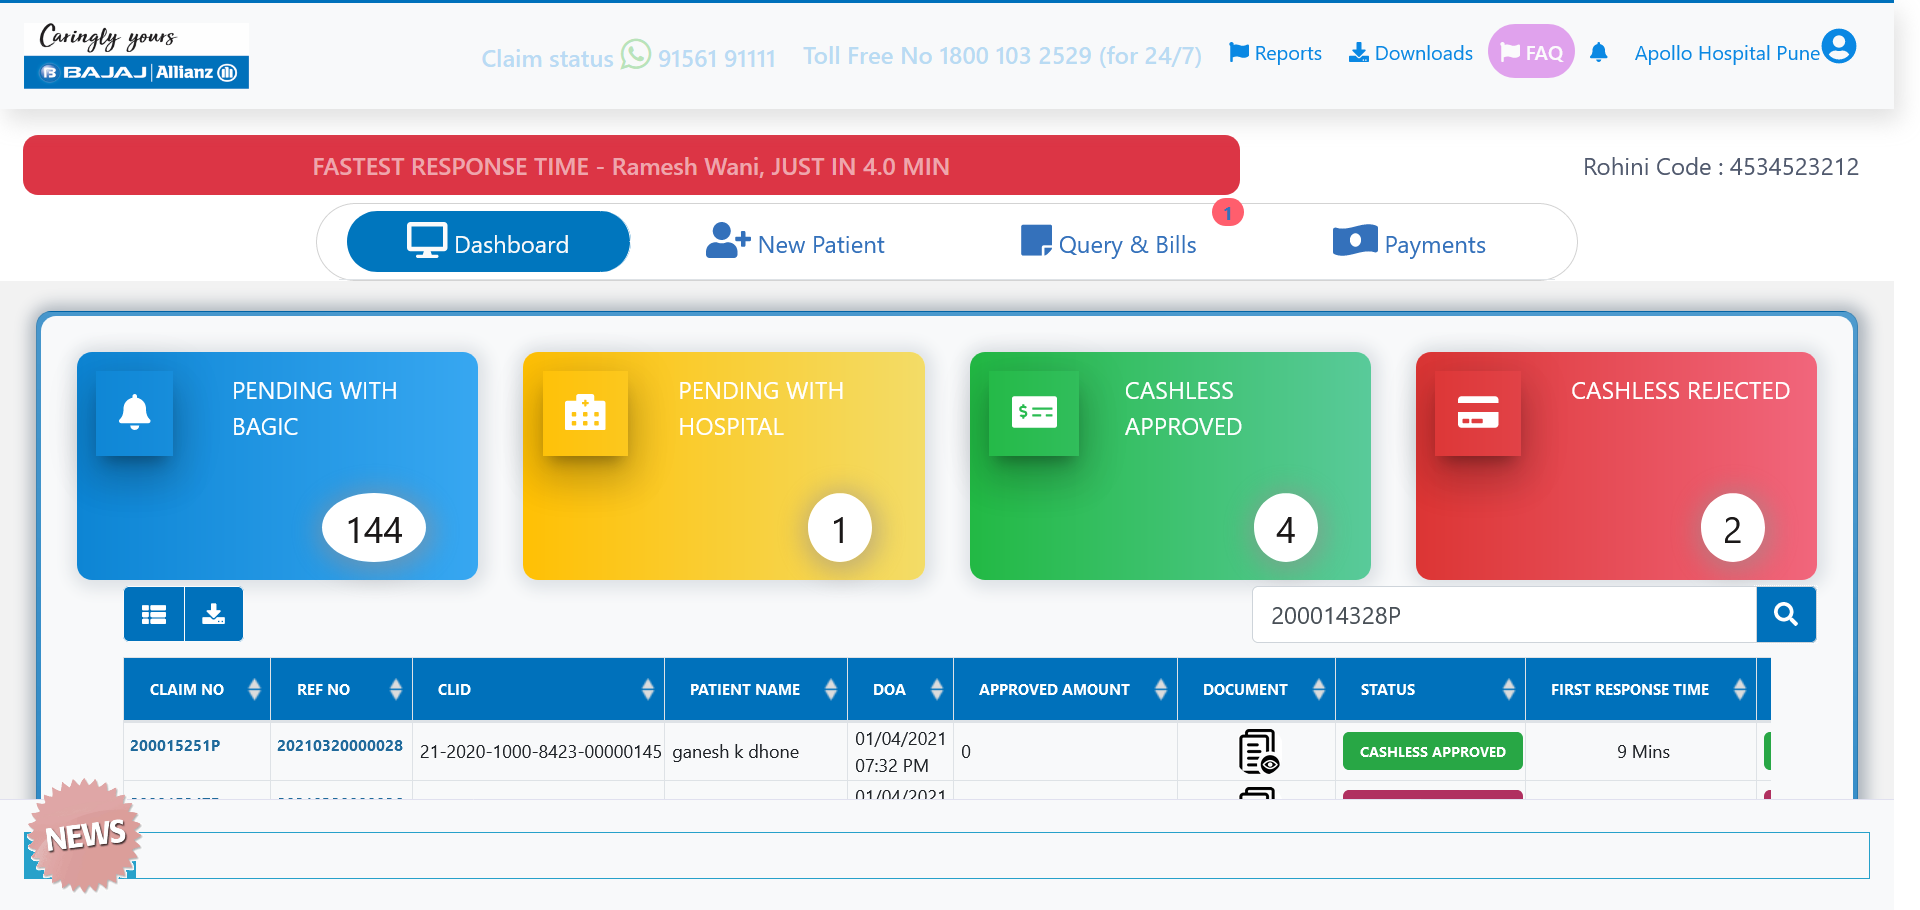 Caringly yours
BAJAJ | Allianz
Claim status 91561 91111
Toll Free No 1800 103 2529 (for 24/7)
Reports
Downloads
FAQ
Apollo Hospital Pune
FASTEST RESPONSE TIME - Ramesh Wani, JUST IN 4.0 MIN
Rohini Code : 4534523212
Dashboard
New Patient
Query & Bills
1
Payments
PENDING WITH
BAGIC
144
PENDING WITH
HOSPITAL
1
CASHLESS
APPROVED
4
CASHLESS REJECTED
2
200014328P
CLAIM NO
REF NO
CLID
PATIENT NAME
DOA
APPROVED AMOUNT
DOCUMENT
STATUS
FIRST RESPONSE TIME
200015251P
20210320000028
21-2020-1000-8423-00000145
ganesh k dhone
01/04/2021
07:32 PM
0
CASHLESS APPROVED
9 Mins
01/04/2021
NEWS